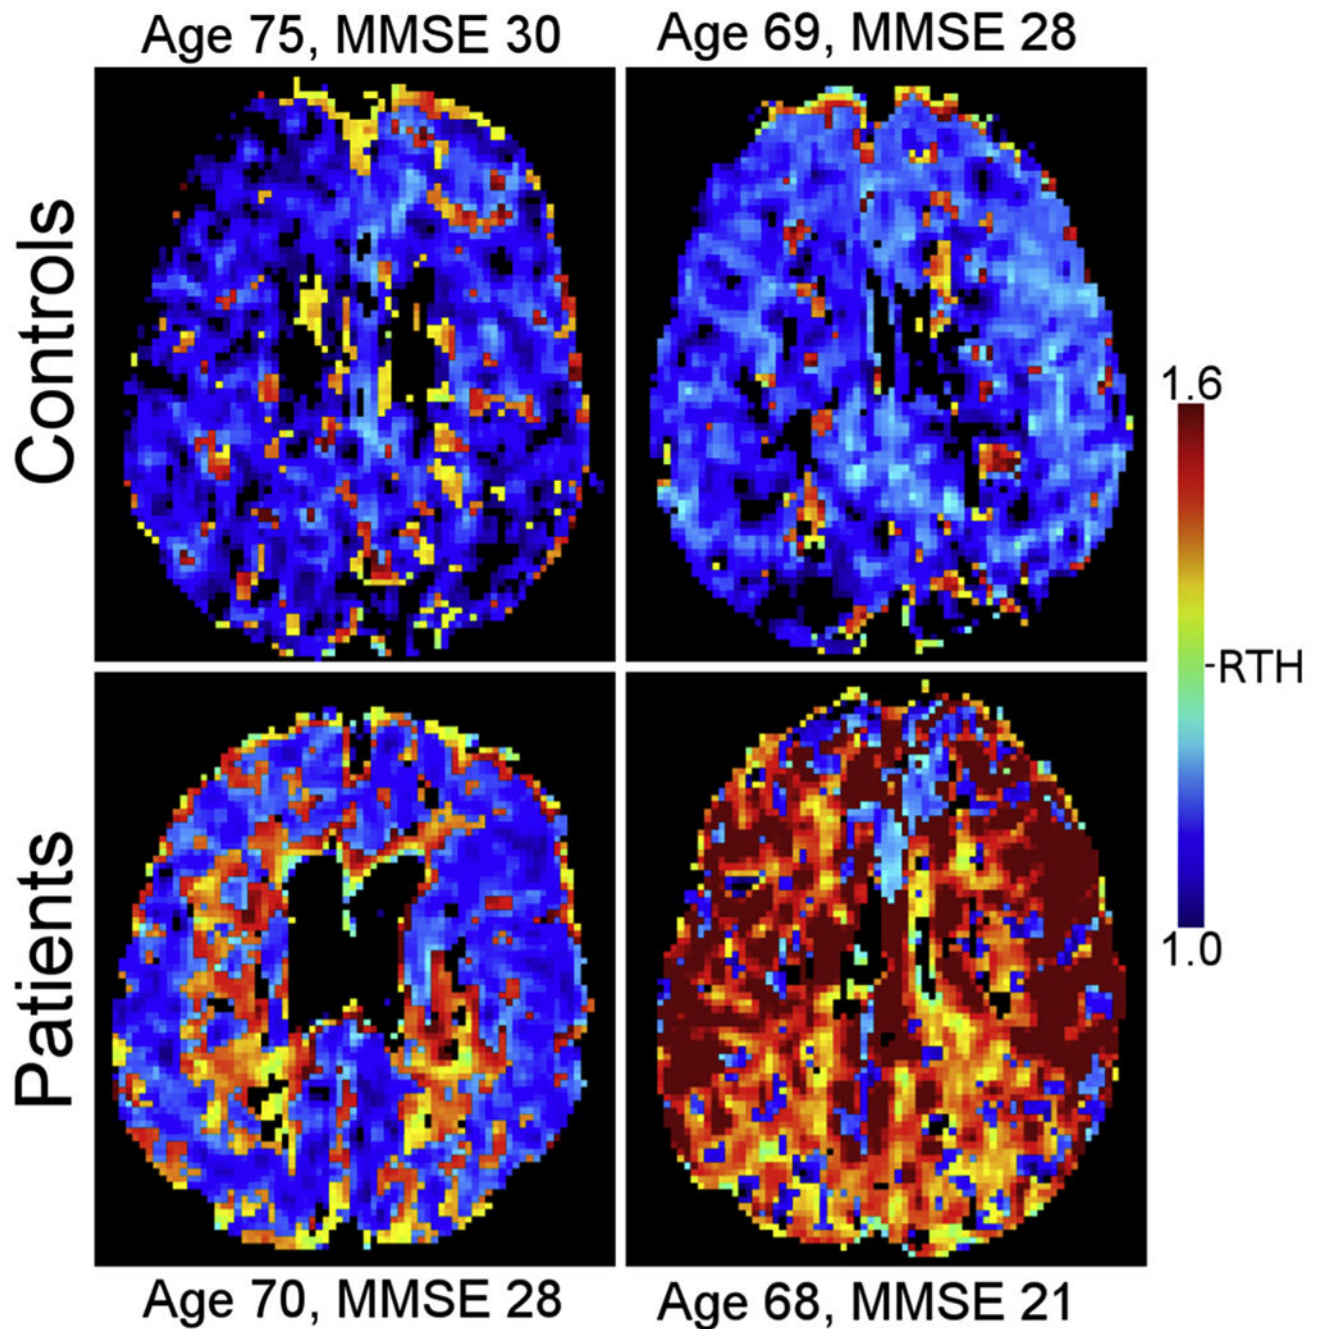 Age 75, MMSE 30
Age 69, MMSE 28
Controls
1.6
-RTH
1.0
Patients
Age 70, MMSE 28
Age 68, MMSE 21